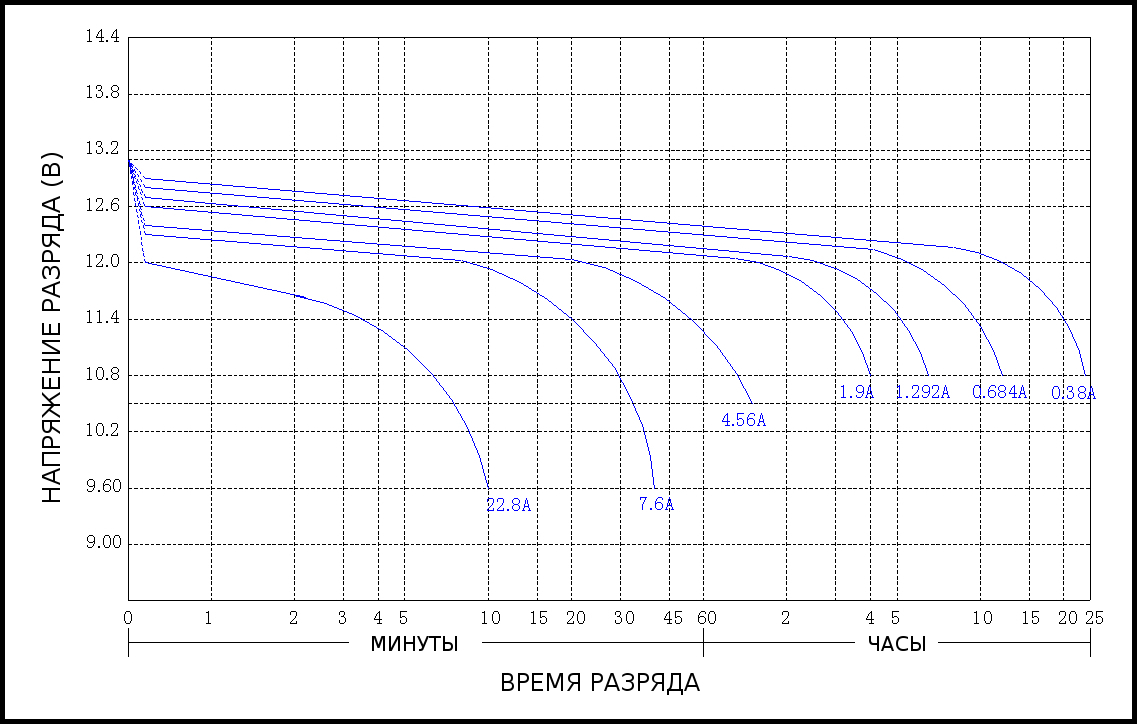 14.4
13.8
13.2
12.6
12.0
11.4
10.8
10.2
9.60
9.00
НАПРЯЖЕНИЕ РАЗРЯДА (В)
1.9A 1.292A 0.684A 0.38A
4.56A
22.8A 7.6A
0 1 2 3 4 5 10 15 20 30 45 60 2 4 5 10 15 20 25
МИНУТЫ ЧАСЫ
ВРЕМЯ РАЗРЯДА